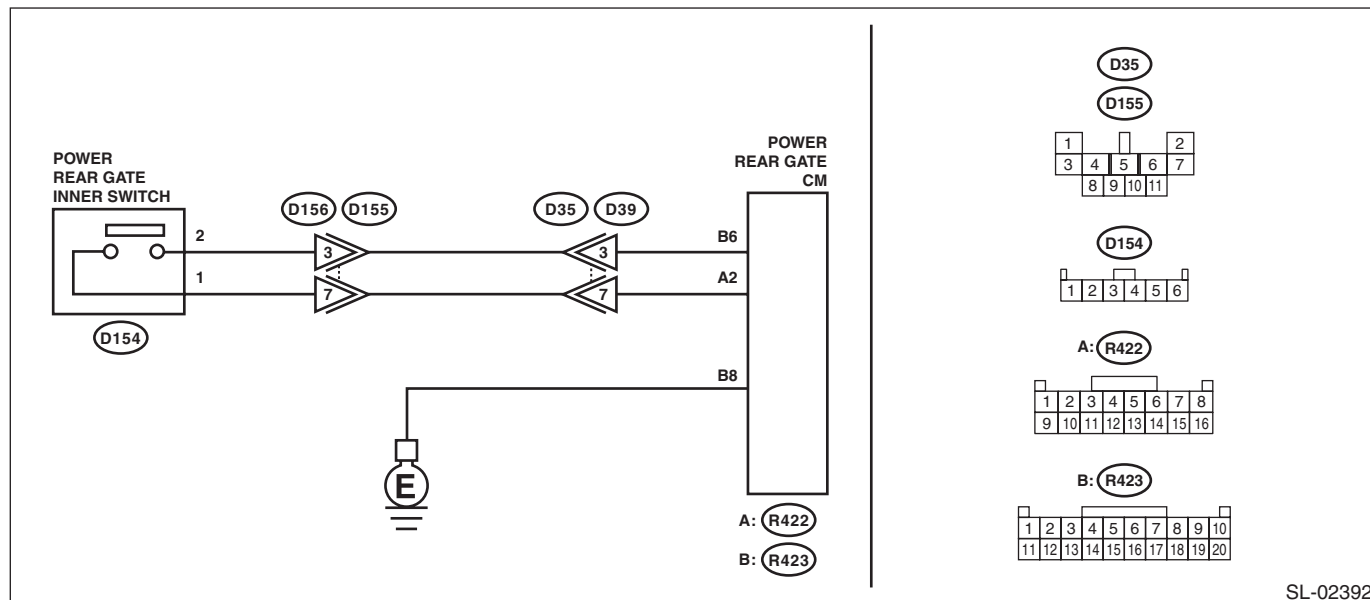 POWER
REAR GATE
INNER SWITCH
2
1
D154
D156 D155
3
7
D35 D39
3
7
POWER
REAR GATE
CM
B6
A2
B8
E
A: R422
B: R423
D35
D155
1 2
3 4 5 6 7
8 9 10 11
D154
1 2 3 4 5 6
A: R422
1 2 3 4 5 6 7 8
9 10 11 12 13 14 15 16
B: R423
1 2 3 4 5 6 7 8 9 10
11 12 13 14 15 16 17 18 19 20
SL-02392